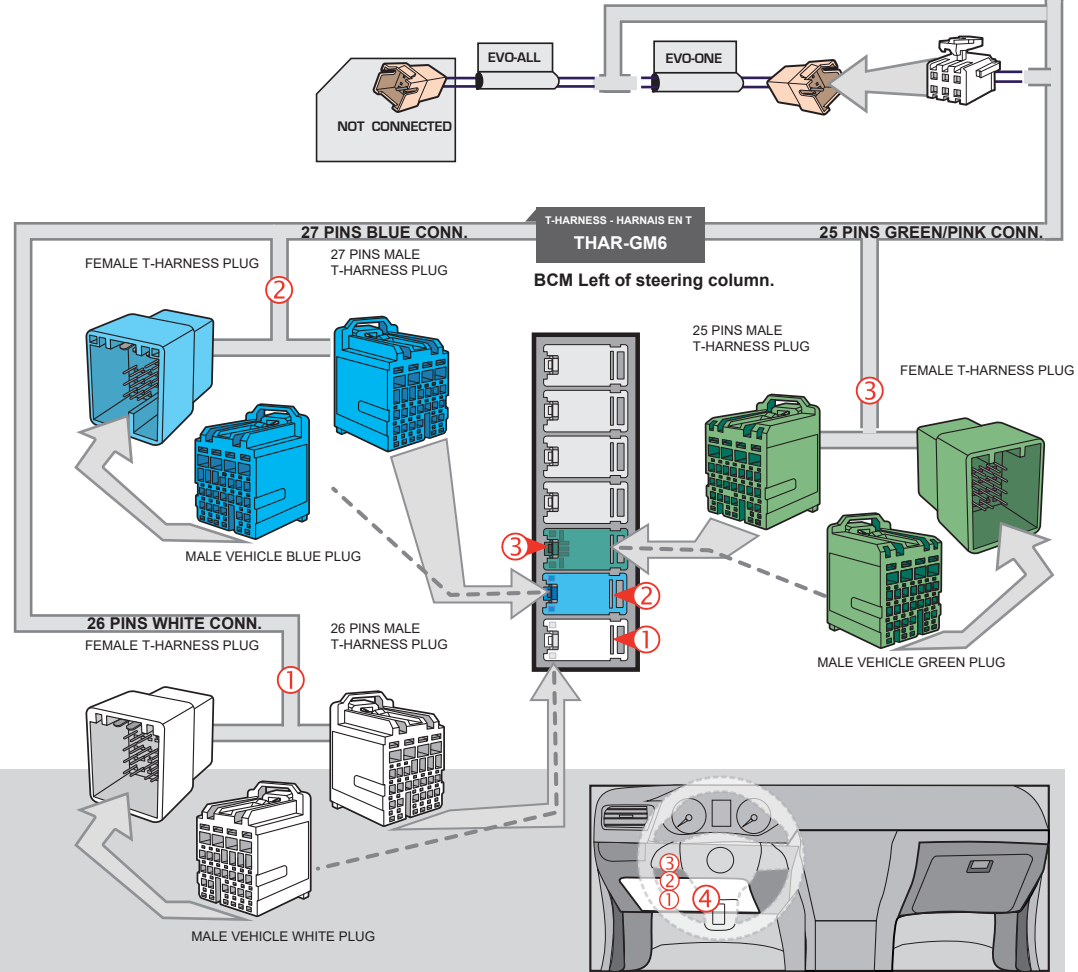 EVO-ALL
EVO-ONE
NOT CONNECTED
T-HARNESS - HARNAIS EN T
THAR-GM6
27 PINS BLUE CONN.
25 PINS GREEN/PINK CONN.
BCM Left of steering column.
FEMALE T-HARNESS PLUG
27 PINS MALE
T-HARNESS PLUG
2
25 PINS MALE
T-HARNESS PLUG
FEMALE T-HARNESS PLUG
3
MALE VEHICLE BLUE PLUG
3
2
1
MALE VEHICLE GREEN PLUG
26 PINS WHITE CONN.
FEMALE T-HARNESS PLUG
26 PINS MALE
T-HARNESS PLUG
1
MALE VEHICLE WHITE PLUG
3
2
1
4